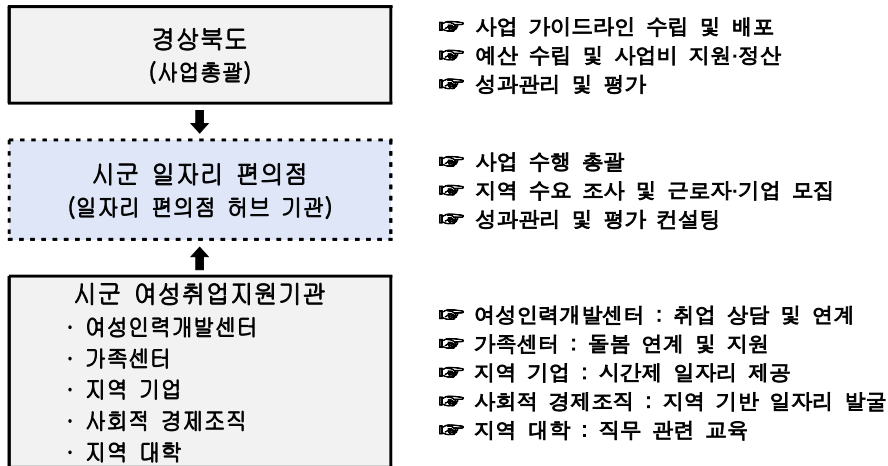 경상북도
(사업총괄)
☞ 사업 가이드라인 수립 및 배포
☞ 예산 수립 및 사업비 지원·정산
☞ 성과관리 및 평가
시군 일자리 편의점
(일자리 편의점 허브 기관)
☞ 사업 수행 총괄
☞ 지역 수요 조사 및 근로자·기업 모집
☞ 성과관리 및 평가 컨설팅
시군 여성취업지원기관
· 여성인력개발센터
· 가족센터
· 지역 기업
· 사회적 경제조직
· 지역 대학
☞ 여성인력개발센터 : 취업 상담 및 연계
☞ 가족센터 : 돌봄 연계 및 지원
☞ 지역 기업 : 시간제 일자리 제공
☞ 사회적 경제조직 : 지역 기반 일자리 발굴
☞ 지역 대학 : 직무 관련 교육